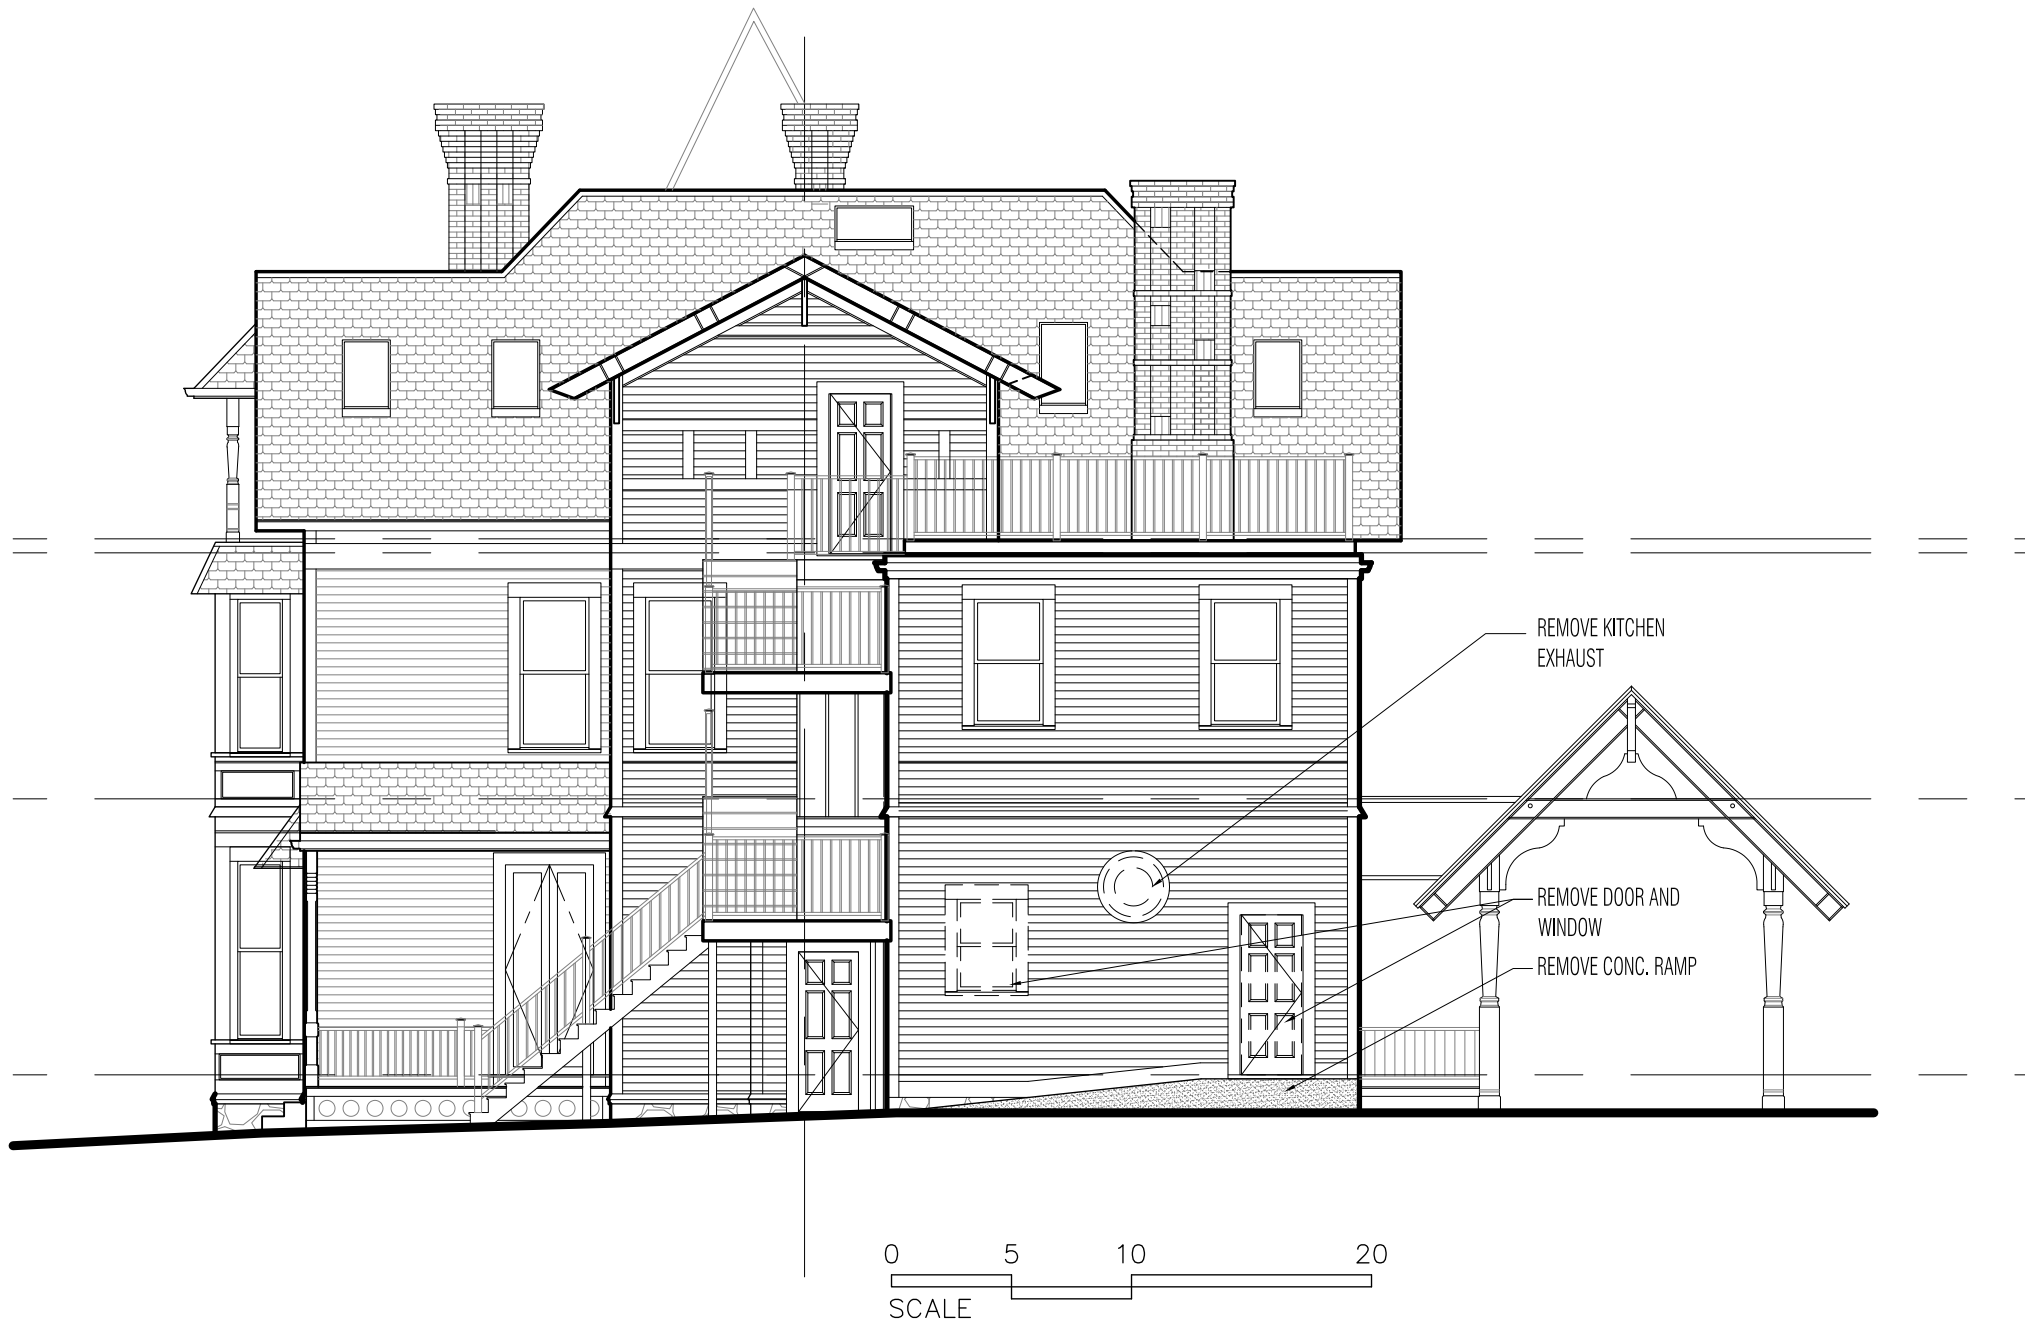 REMOVE KITCHEN
EXHAUST
REMOVE DOOR AND
WINDOW
REMOVE CONC. RAMP
0 5 10 20
SCALE